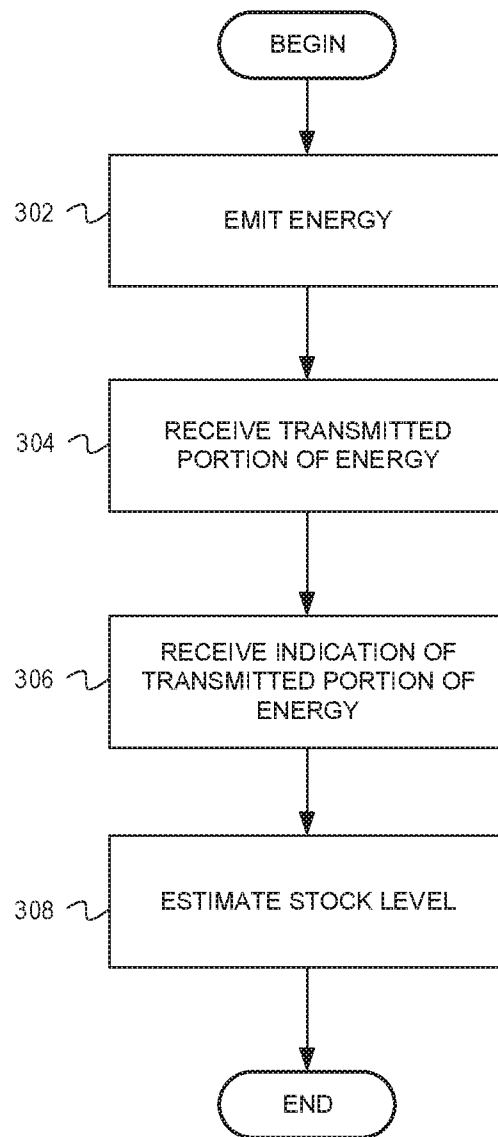 BEGIN
302
EMIT ENERGY
304
RECEIVE TRANSMITTED
PORTION OF ENERGY
306
RECEIVE INDICATION OF
TRANSMITTED PORTION OF
ENERGY
308
ESTIMATE STOCK LEVEL
END